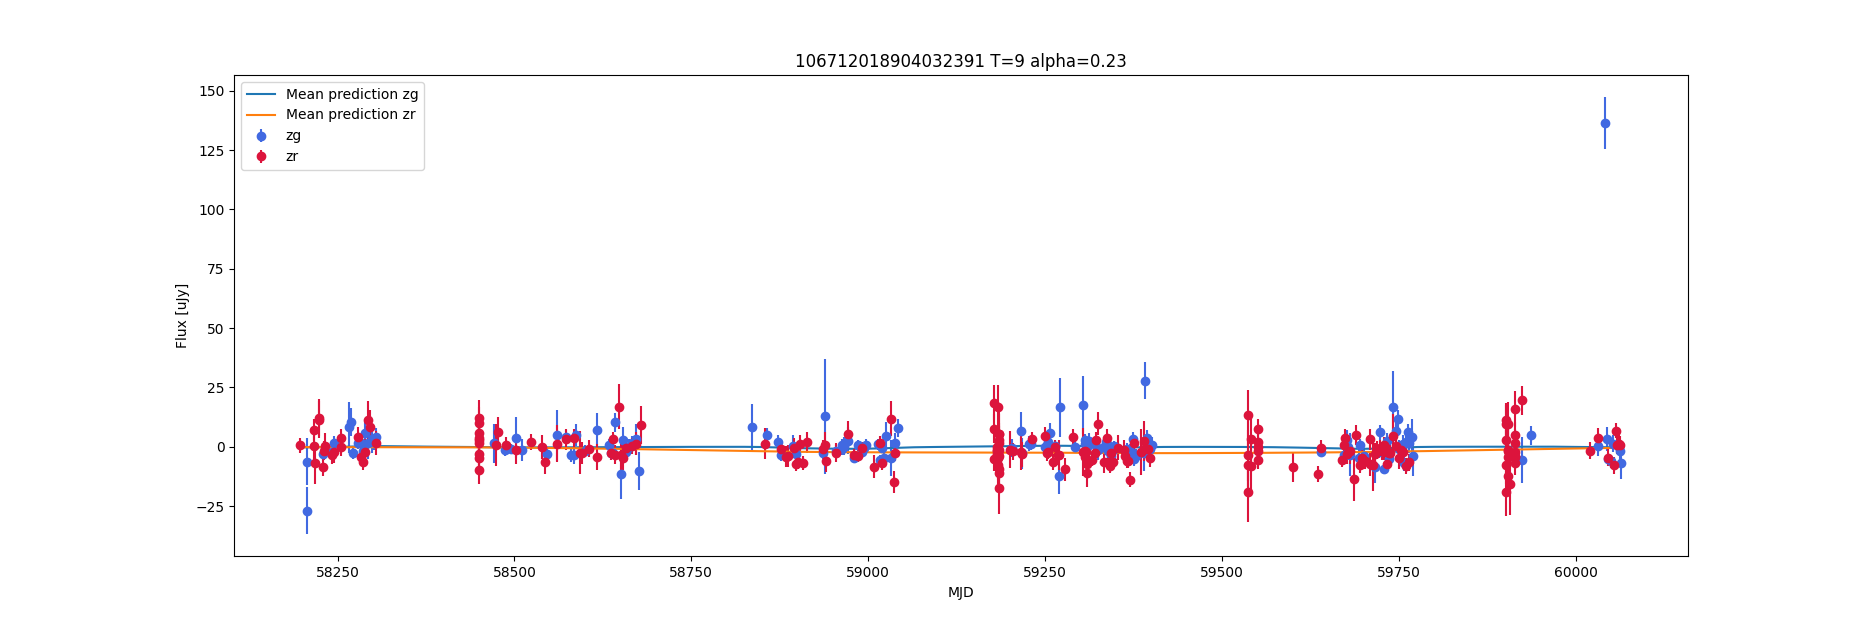 106712018904032391 T=9 alpha=0.23
Mean prediction zg
Mean prediction zr
zg
zr
Flux [uJy]
150
125
100
75
50
25
0
−25
58250
58500
58750
59000
59250
59500
59750
60000
MJD